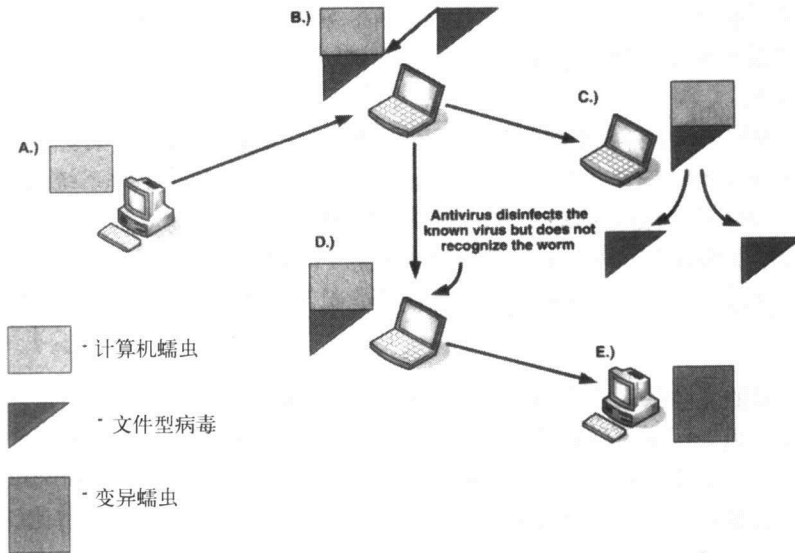 B.)
C.)
A.)
Antivirus disinfects the
known virus but does not
recognize the worm
D.)
E.)
- 计算机蠕虫
- 文件型病毒
- 变异蠕虫